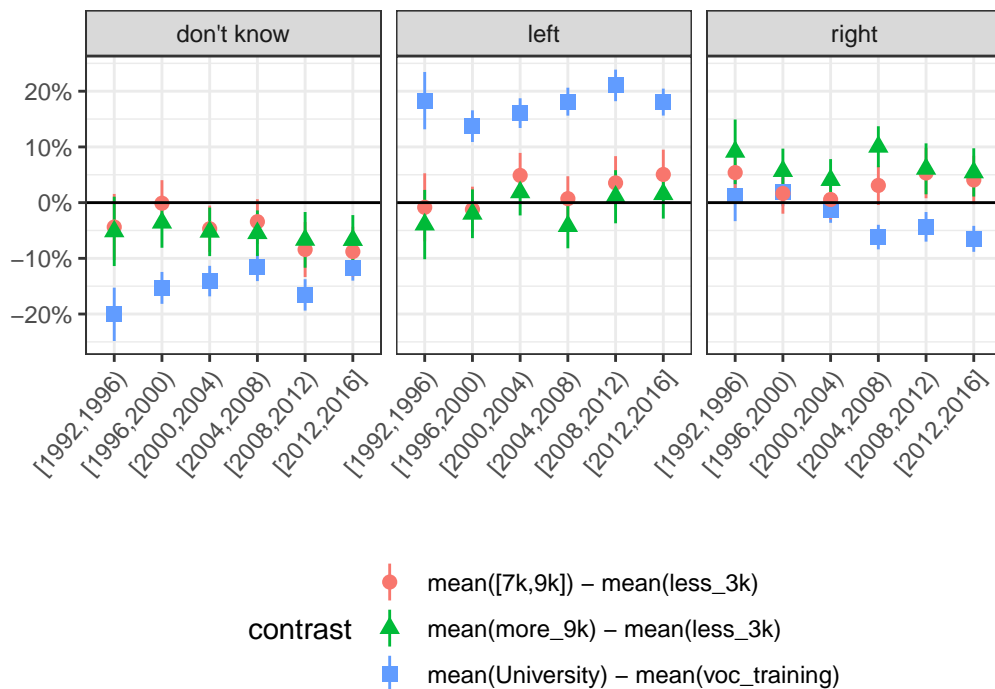 don't know left right
20%
10%
0%
−10%
−20%
[1992,1996) [1996,2000) [2000,2004) [2004,2008) [2008,2012) [2012,2016] [1992,1996) [1996,2000) [2000,2004) [2004,2008) [2008,2012) [2012,2016] [1992,1996) [1996,2000) [2000,2004) [2004,2008) [2008,2012) [2012,2016]
mean([7k,9k]) − mean(less_3k)
contrast mean(more_9k) − mean(less_3k)
mean(University) − mean(voc_training)